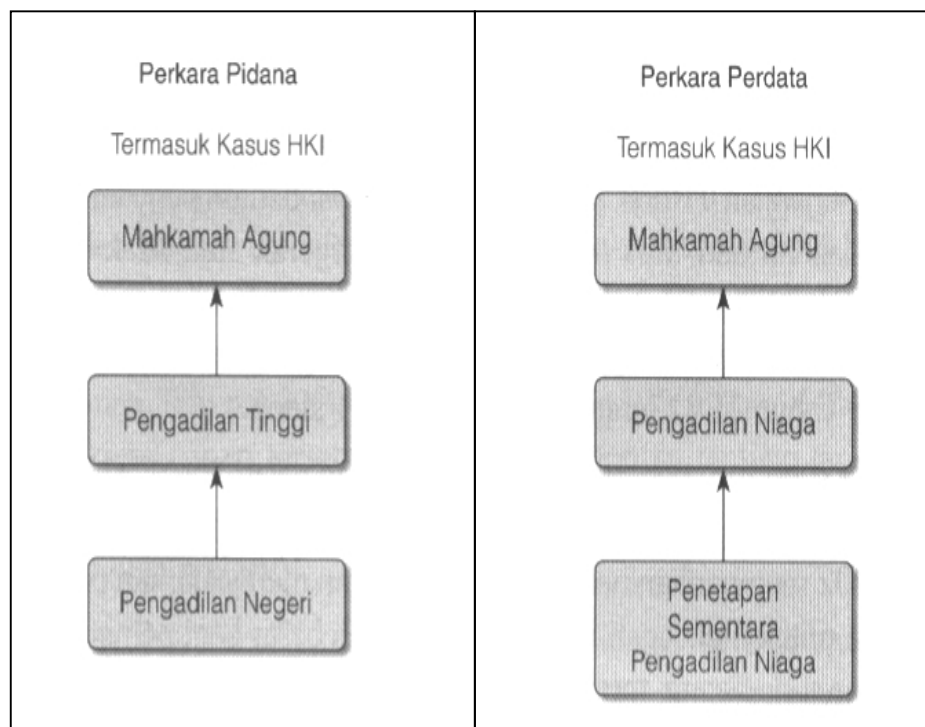 Perkara Pidana
Termasuk Kasus HKI
Mahkamah Agung
Pengadilan Tinggi
Pengadilan Negeri
Perkara Perdata
Termasuk Kasus HKI
Mahkamah Agung
Pengadilan Niaga
Penetapan
Sementara
Pengadilan Niaga